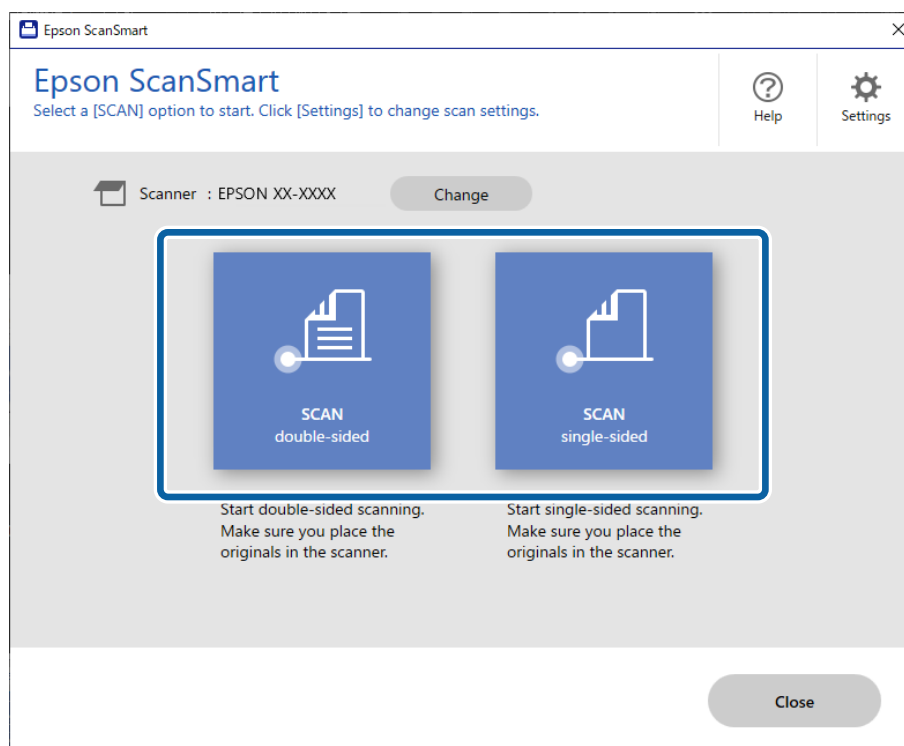 Epson ScanSmart
Epson ScanSmart
Select a [SCAN] option to start. Click [Settings] to change scan settings.
Help
Settings
Scanner : EPSON XX-XXXX
Change
SCAN
double-sided
SCAN
single-sided
Start double-sided scanning.
Make sure you place the
originals in the scanner.
Start single-sided scanning.
Make sure you place the
originals in the scanner.
Close